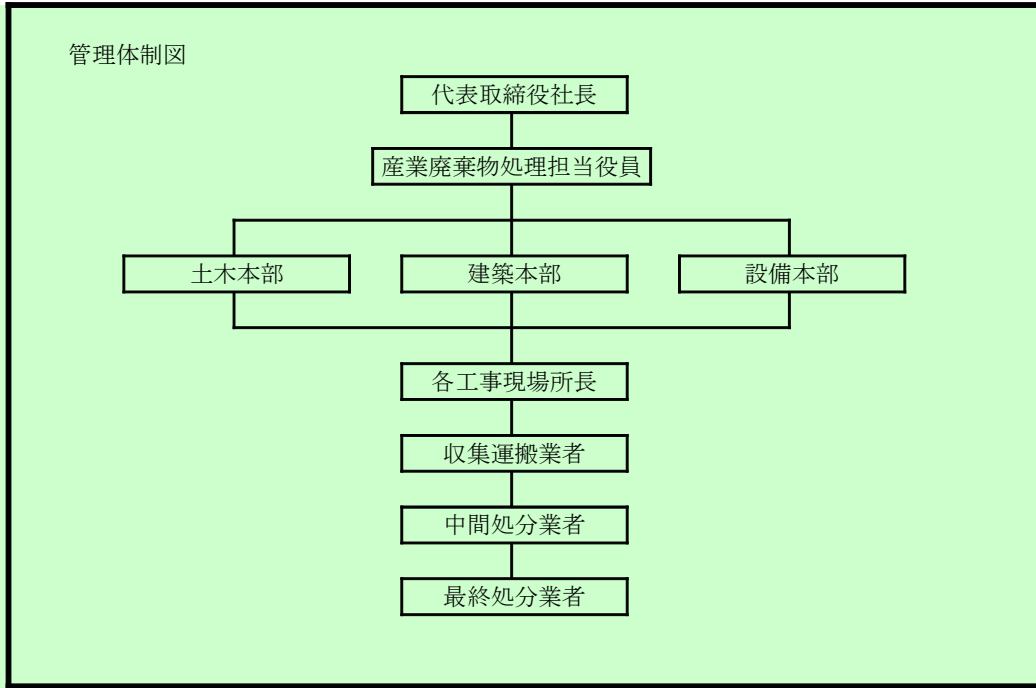 管理体制図
代表取締役社長
産業廃棄物処理担当役員
土木本部
建築本部
設備本部
各工事現場所長
収集運搬業者
中間処分業者
最終処分業者